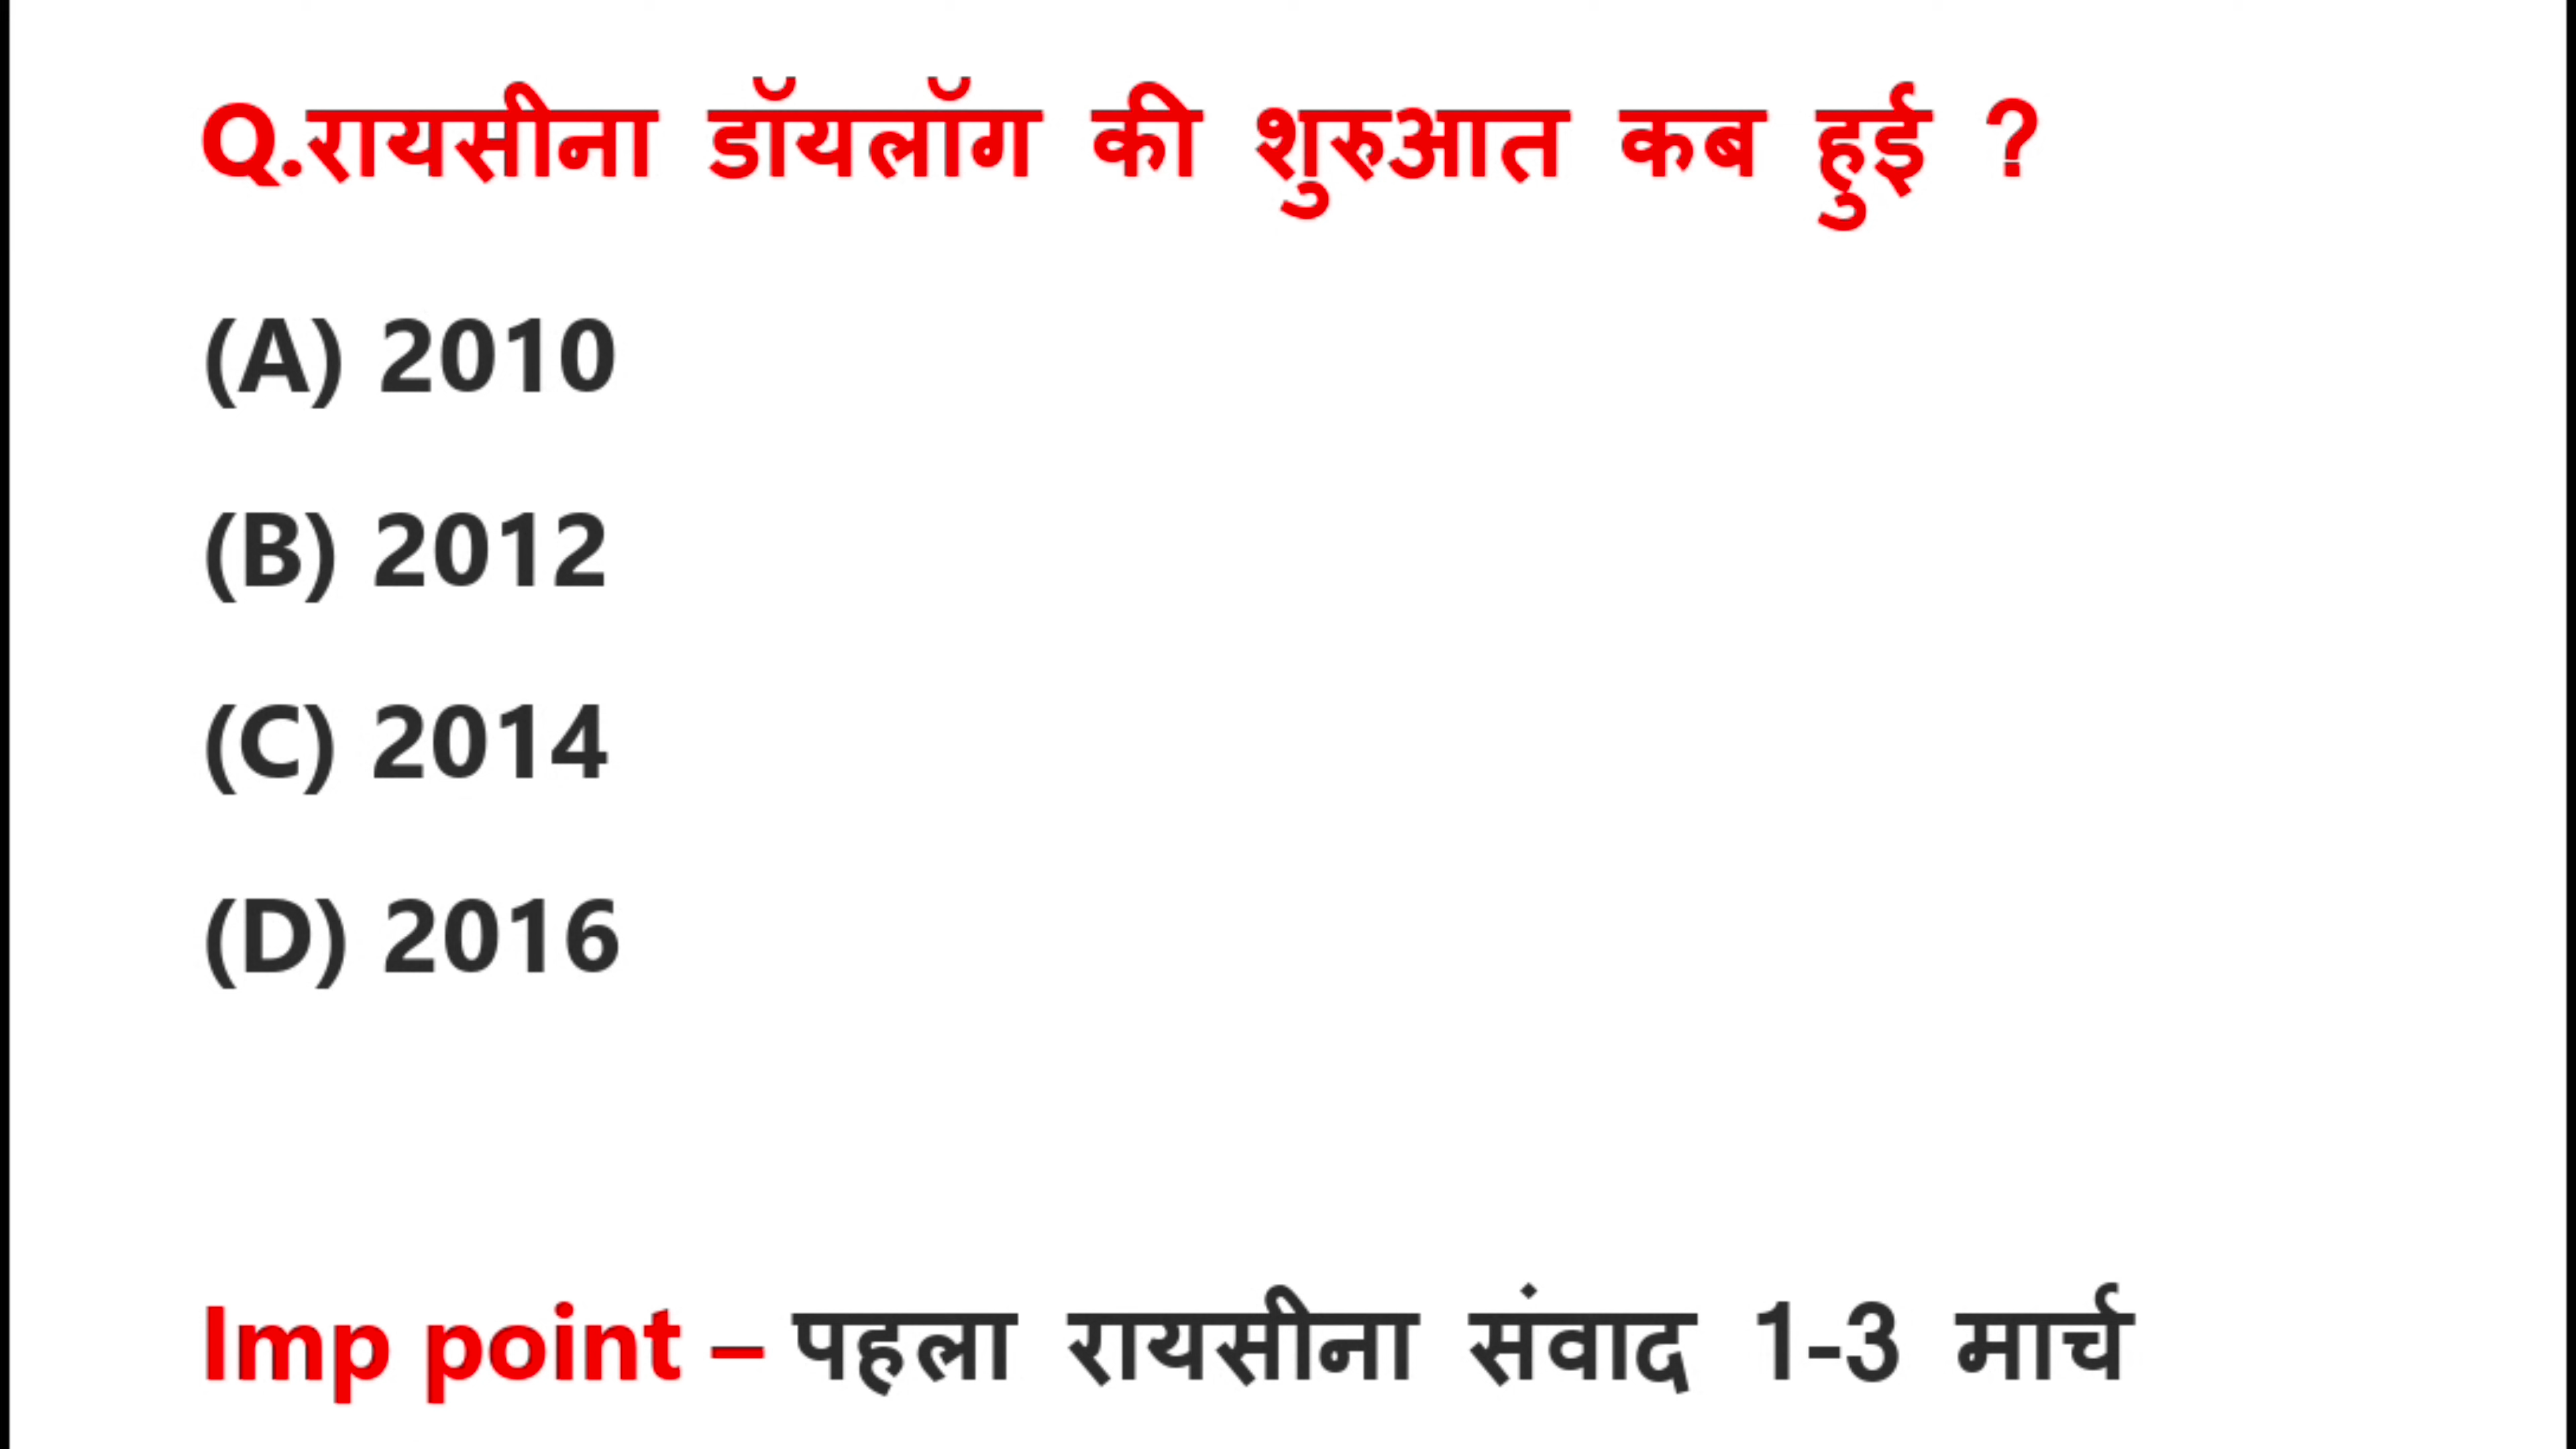 Q.रायसीना डॉयलॉग की शुरुआत कब हुई ?
(A) 2010
(B) 2012
(C) 2014
(D) 2016
Imp point – पहला रायसीना संवाद 1-3 मार्च